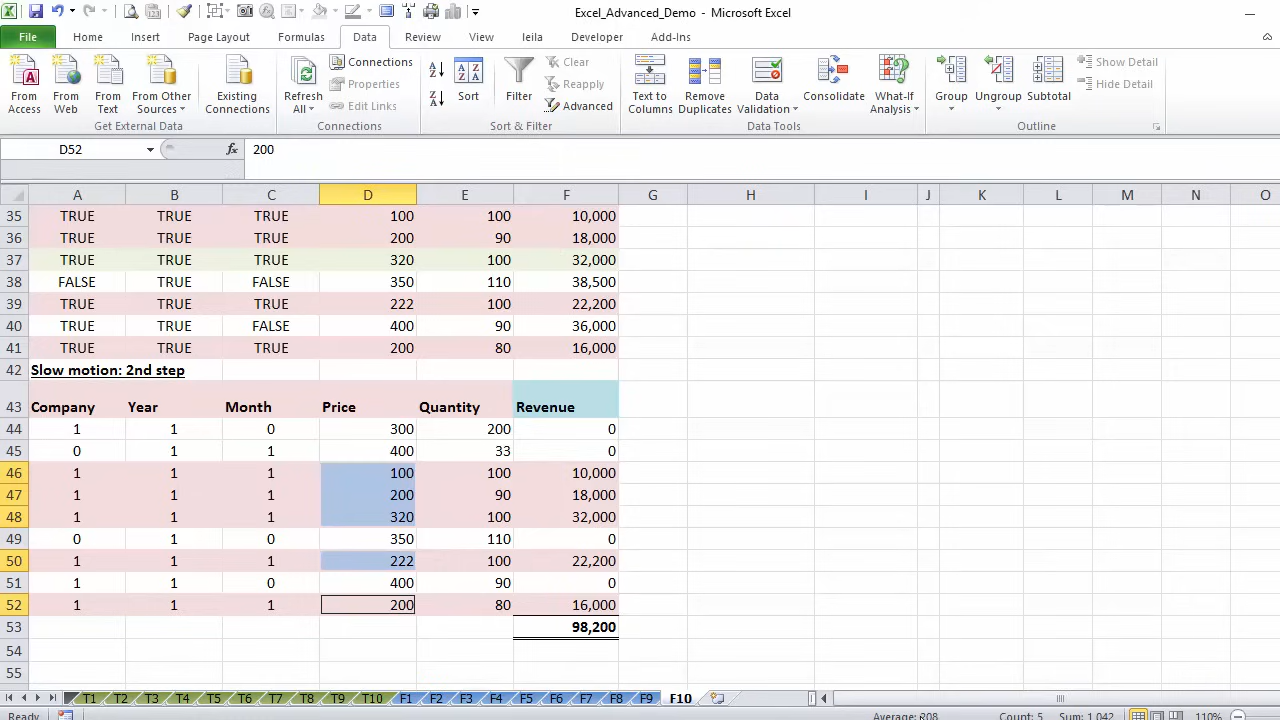 Excel_Advanced_Demo - Microsoft Excel
File Home Insert Page Layout Formulas Data Review View leila Developer Add-Ins
From Access
From Web
From Text
From Other Sources
Existing Connections
Get External Data
Refresh All
Connections
Properties
Edit Links
Connections
Sort
Filter
Clear
Reapply
Advanced
Sort & Filter
Text to Columns
Remove Duplicates
Data Validation
Consolidate
What-If Analysis
Data Tools
Group
Ungroup
Subtotal
Show Detail
Hide Detail
Outline
D52 fx 200
A B C D E F G H I J K L M N O
35 TRUE TRUE TRUE 100 100 10,000
36 TRUE TRUE TRUE 200 90 18,000
37 TRUE TRUE TRUE 320 100 32,000
38 FALSE TRUE FALSE 350 110 38,500
39 TRUE TRUE TRUE 222 100 22,200
40 TRUE TRUE FALSE 400 90 36,000
41 TRUE TRUE TRUE 200 80 16,000
42 Slow motion: 2nd step
43 Company Year Month Price Quantity Revenue
44 1 1 0 300 200 0
45 0 1 1 400 33 0
46 1 1 1 100 100 10,000
47 1 1 1 200 90 18,000
48 1 1 1 320 100 32,000
49 0 1 0 350 110 0
50 1 1 1 222 100 22,200
51 1 1 0 400 90 0
52 1 1 1 200 80 16,000
53 98,200
54
55
T1 T2 T3 T4 T5 T6 T7 T8 T9 T10 F1 F2 F3 F4 F5 F6 F7 F8 F9 F10
Ready Average: 208 Count: 5 Sum: 1,042 110%